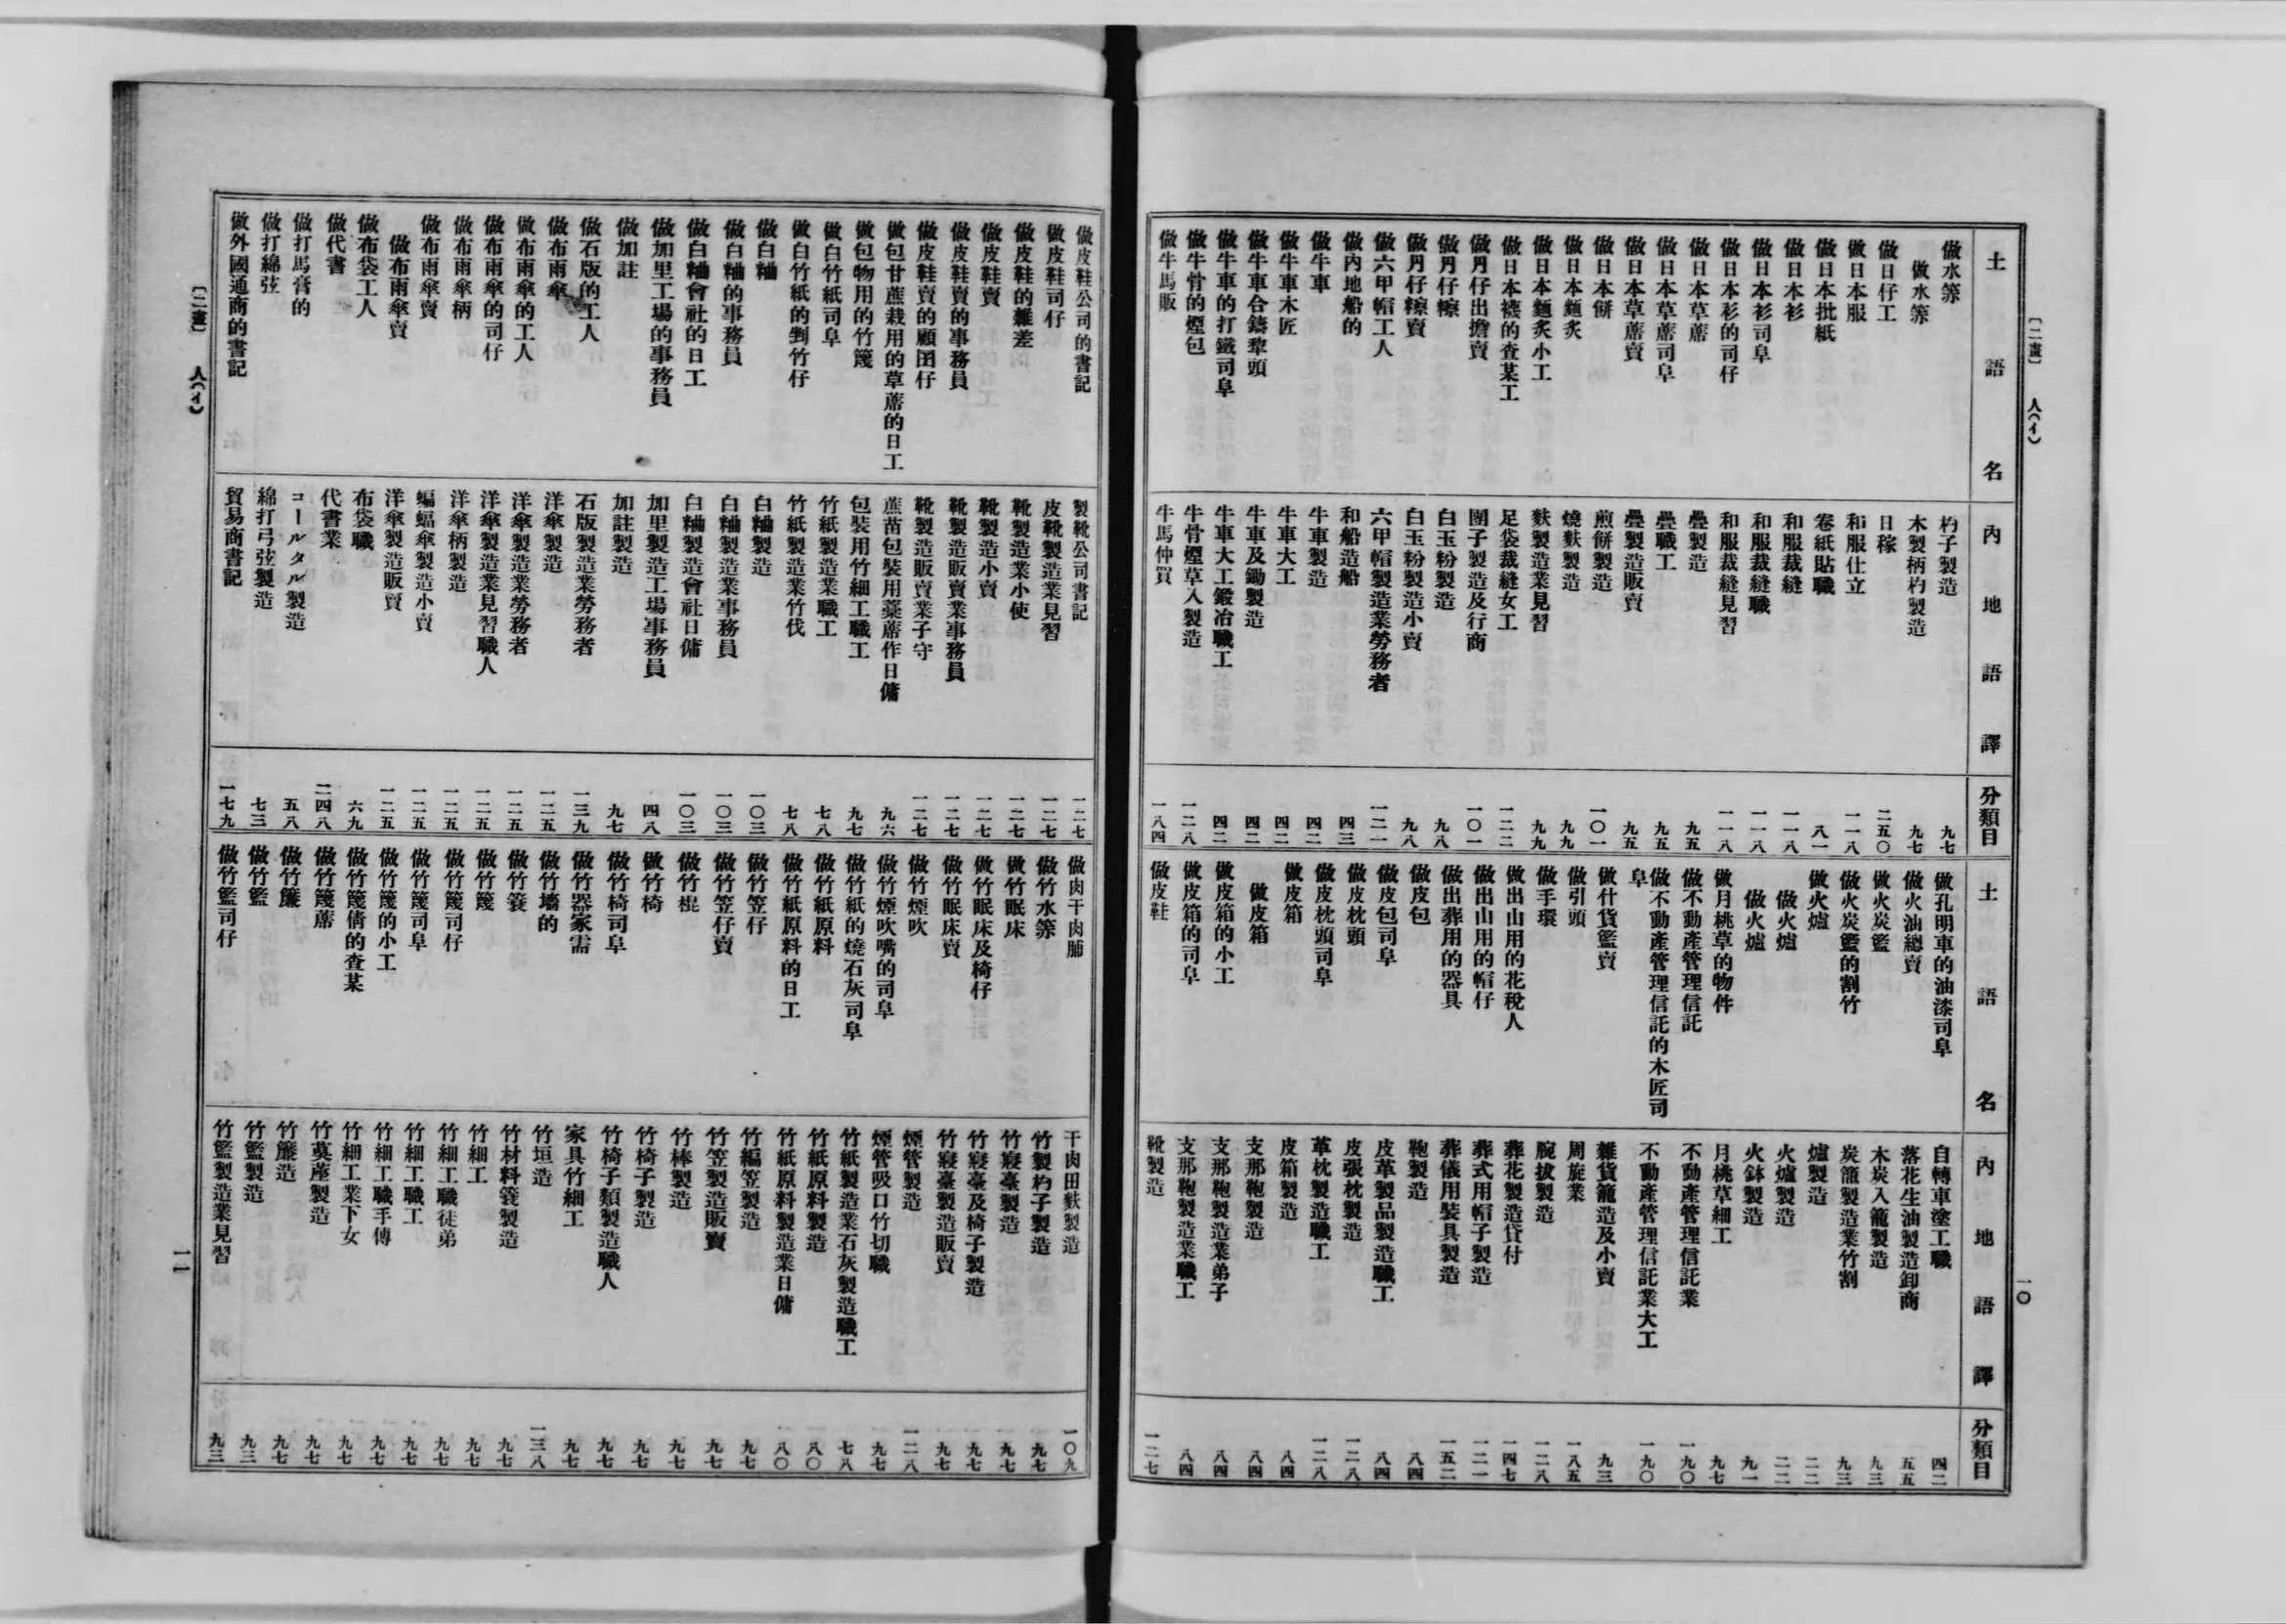 〔二畫〕 人(イ)
一〇
土語名 內地語譯 分類目
做水筞 杓子製造 九七
做水筞 木製柄杓製造 九七
做日仔工 日稼 二五〇
做日本服 和服仕立 一一八
做日本批紙 卷紙貼職 八一
做日本衫 和服裁縫 一一八
做日本衫司阜 和服裁縫職 一一八
做日本衫的司仔 和服裁縫見習 一一八
做日本草蓆 疊製造 九五
做日本草蓆司阜 疊職工 九五
做日本草蓆賣 疊製造販賣 九五
做日本餅 煎餅製造 一〇一
做日本麵炙 燒麩製造 九九
做日本麵炙小工 麩製造業見習 九九
做日本襪的查某工 足袋裁縫女工 一二二
做丹仔出擔賣 團子製造及行商 一〇一
做丹仔糝 白玉粉製造 九八
做丹仔糝賣 白玉粉製造小賣 九八
做六甲帽工人 六甲帽製造業勞務者 一二一
做內地船的 和船造船 四三
做牛車 牛車製造 四二
做牛車木匠 牛車大工 四二
做牛車合鑄犂頭 牛車及鋤製造 四二
做牛車的打鐵司阜 牛車大工鍛冶職工 四二
做牛骨的煙包 牛骨煙草入製造 一二八
做牛馬販 牛馬仲買 一八四
土語名 內地語譯 分類目
做孔明車的油漆司阜 自轉車塗工職 四二
做火油總賣 落花生油製造卸商 五五
做火炭籃 木炭入籠製造 九三
做火炭籃的割竹 炭籠製造業竹割 九三
做火爐 爐製造 二二
做火爐 火爐製造 二二
做火爐 火鉢製造 九一
做月桃草的物件 月桃草細工 九七
做不動產管理信託 不動產管理信託業 一九〇
做不動產管理信託的木匠司阜 不動產管理信託業大工 一九〇
做什貨籃賣 雜貨籠造及小賣 九三
做引頭 周旋業 一八五
做手環 腕拔製造 一二八
做出山用的花稅人 葬花製造貸付 一四七
做出山用的帽仔 葬式用帽子製造 一二一
做出葬用的器具 葬儀用裝具製造 一五二
做皮包 鞄製造 八四
做皮包司阜 皮革製品製造職工 八四
做皮枕頭 皮張枕製造 一二八
做皮枕頭司阜 革枕製造職工 一二八
做皮箱 皮箱製造 八四
做皮箱 支那鞄製造 八四
做皮箱的小工 支那鞄製造業弟子 八四
做皮箱的司阜 支那鞄製造業職工 八四
做皮鞋 靴製造 一二七
做皮鞋公司的書記 製靴公司書記 一二七
做皮鞋司仔 皮靴製造業見習 一二七
做皮鞋的雜差 靴製造業小使 一二七
做皮鞋賣 靴製造小賣 一二七
做皮鞋賣的事務員 靴製造販賣業事務員 一二七
做皮鞋賣的顧囝仔 靴製造販賣業子守 一二七
做包甘蔗栽用的草蓆的日工 蔗苗包裝用藁蓆作日傭 九六
做包物用的竹篾 包裝用竹細工職工 九七
做白竹紙司阜 竹紙製造業職工 七八
做白竹紙的剉竹仔 竹紙製造業竹伐 七八
做白粬 白粬製造 一〇三
做白粬的事務員 白粬製造業事務員 一〇三
做白粬會社的日工 白粬製造會社日傭 一〇三
做加里工場的事務員 加里製造工場事務員 四八
做加註 加註製造 九七
做石版的工人 石版製造業勞務者 一三九
做布雨傘 洋傘製造 一二五
做布雨傘的工人 洋傘製造業勞務者 一二五
做布雨傘的司仔 洋傘製造業見習職人 一二五
做布雨傘柄 洋傘柄製造 一二五
做布雨傘賣 蝙蝠傘製造小賣 一二五
做布雨傘賣 洋傘製造販賣 一二五
做布袋工人 布袋職 六九
做代書 代書業 二四八
做打馬膏的 コールタル製造 五八
做打綿弦 綿打弓弦製造 七三
做外國通商的書記 貿易商書記 一七九
做肉干肉脯 干肉田麩製造 一〇九
做竹水筞 竹製杓子製造 九七
做竹眠床 竹寢臺製造 九七
做竹眠床及椅仔 竹寢臺及椅子製造 九七
做竹眠床賣 竹寢臺製造販賣 九七
做竹煙吹 煙管製造 一二八
做竹煙吹嘴的司阜 煙管吸口竹切職 九七
做竹紙的燒石灰司阜 竹紙製造業石灰製造職工 七八
做竹紙原料 竹紙原料製造 八〇
做竹紙原料的日工 竹紙原料製造業日傭 八〇
做竹笠仔 竹編笠製造 九七
做竹笠仔賣 竹笠製造販賣 九七
做竹棍 竹棒製造 九七
做竹椅 竹椅子製造 九七
做竹椅司阜 竹椅子類製造職人 九七
做竹器家需 家具竹細工 九七
做竹墻的 竹垣造 一三八
做竹簑 竹材料簑製造 九七
做竹篾 竹細工 九七
做竹篾司仔 竹細工職徒弟 九七
做竹篾司阜 竹細工職工 九七
做竹篾的小工 竹細工職手傳 九七
做竹篾倩的查某 竹細工業下女 九七
做竹篾蓆 竹茣蓙製造 九七
做竹簾 竹簾造 九七
做竹籃 竹籃製造 九三
做竹籃司仔 竹籃製造業見習 九三
〔二畫〕 人(イ)
一一